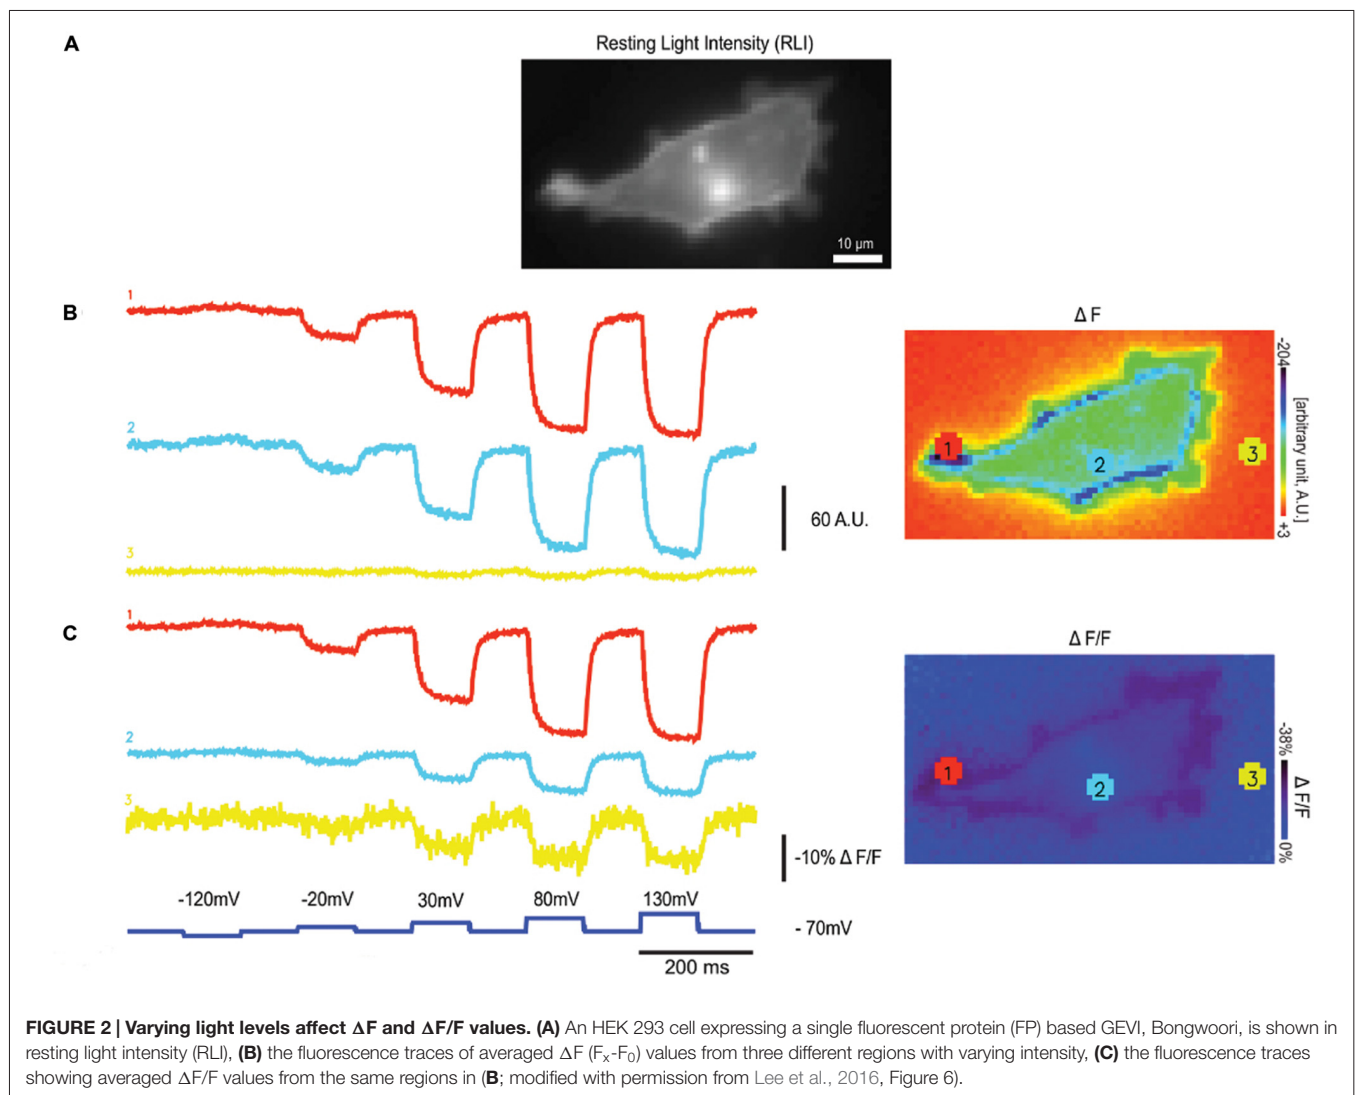 A
Resting Light Intensity (RLI)
10 µm
B
1
2
3
60 A.U.
Δ F
1
2
3
-204
[arbitrary unit, A.U.]
+3
C
1
2
3
-10% Δ F/F
Δ F/F
1
2
3
-38%
Δ F/F
0%
-120mV
-20mV
30mV
80mV
130mV
- 70mV
200 ms
FIGURE 2 | Varying light levels affect ΔF and ΔF/F values. (A) An HEK 293 cell expressing a single fluorescent protein (FP) based GEVI, Bongwoori, is shown in
resting light intensity (RLI), (B) the fluorescence traces of averaged ΔF (Fx-F0) values from three different regions with varying intensity, (C) the fluorescence traces
showing averaged ΔF/F values from the same regions in (B; modified with permission from Lee et al., 2016, Figure 6).